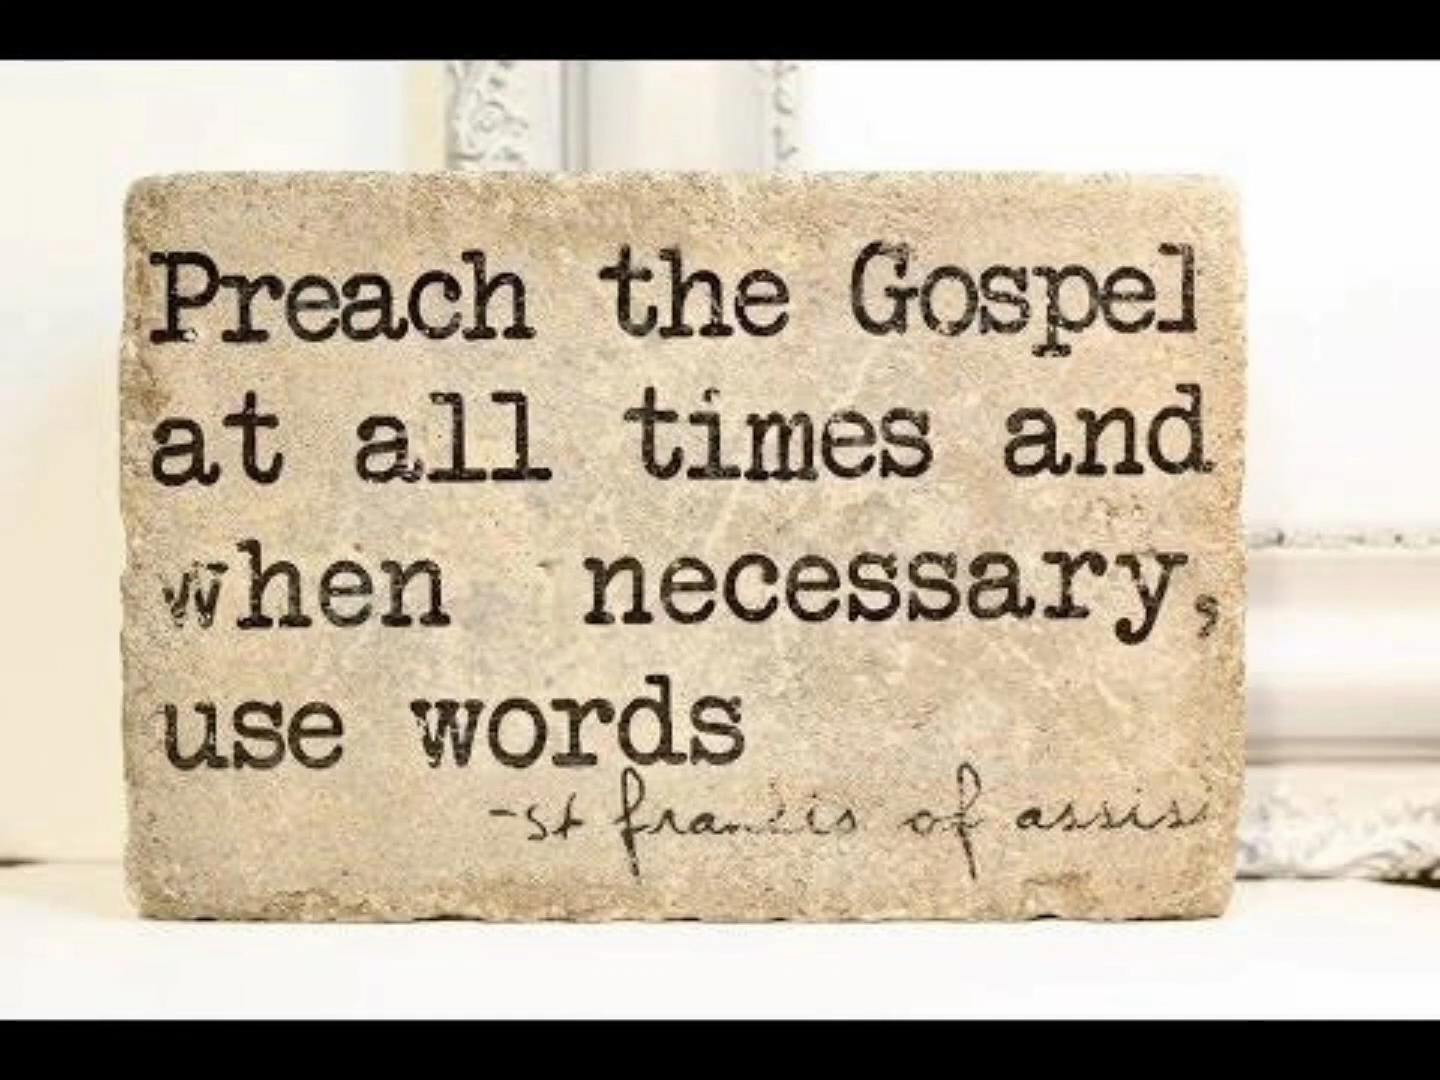 Preach the Gospel
at all times and
when necessary,
use words
-st francis of assisi